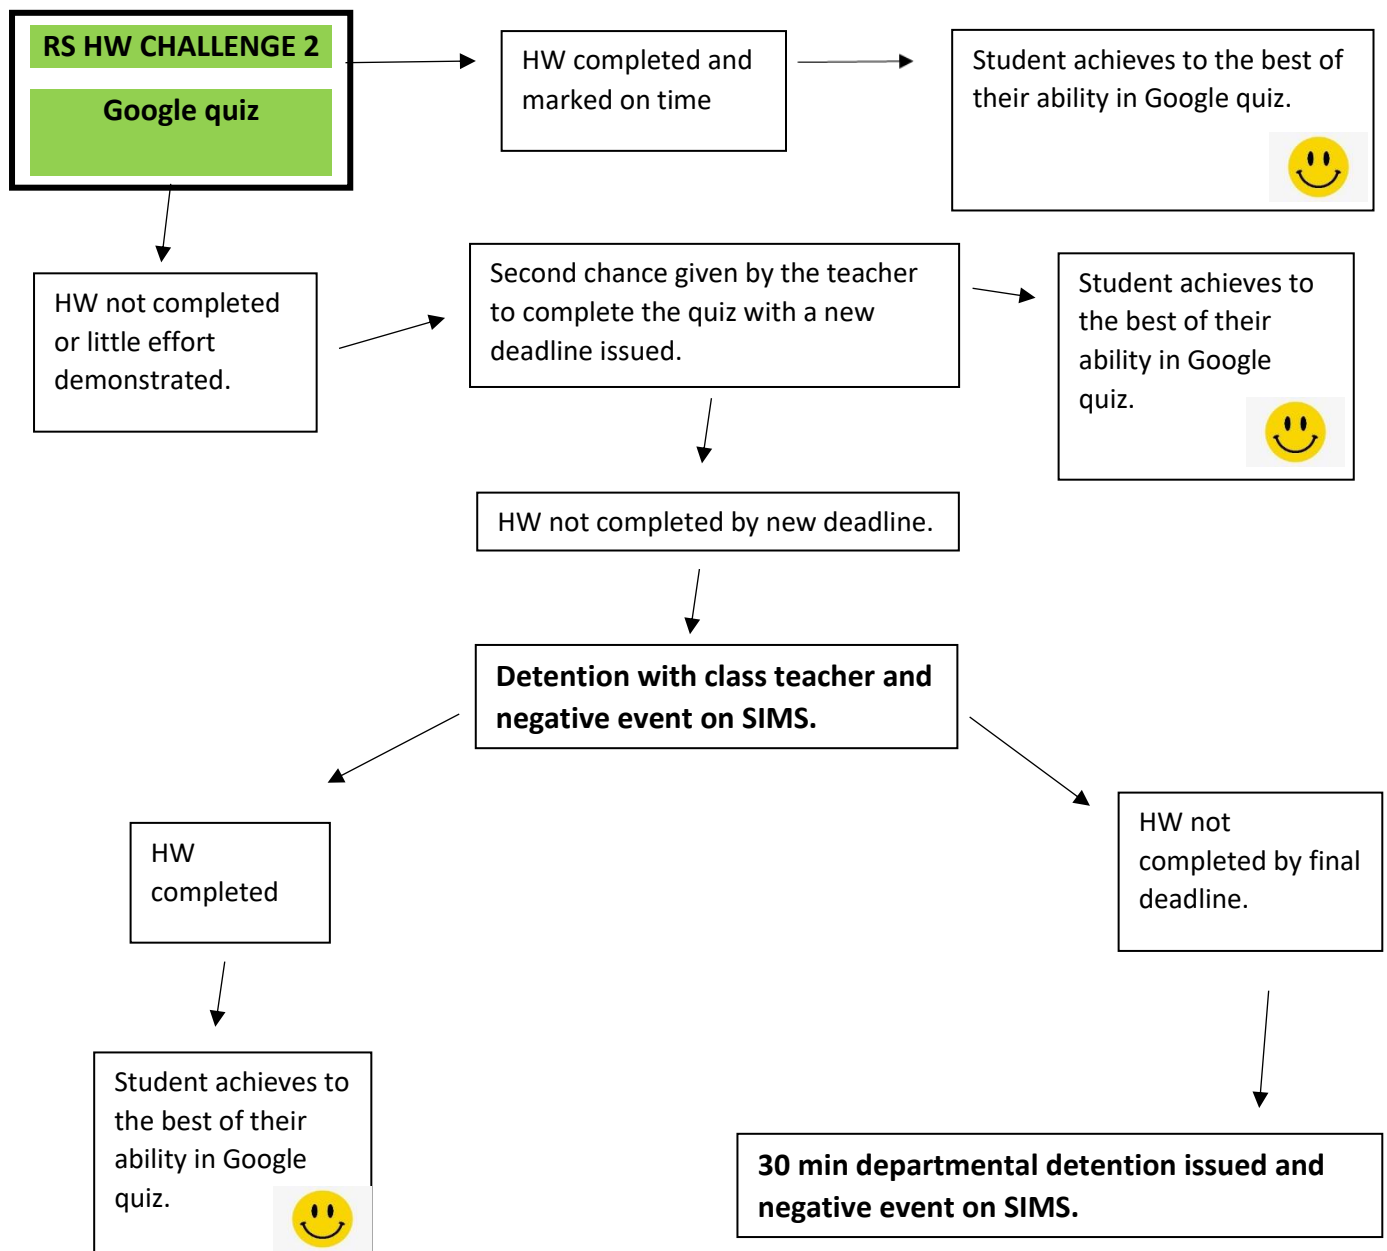 RS HW CHALLENGE 2
Google quiz
HW completed and
marked on time
Student achieves to the best of
their ability in Google quiz.
HW not completed
or little effort
demonstrated.
Second chance given by the teacher
to complete the quiz with a new
deadline issued.
Student achieves to
the best of their
ability in Google
quiz.
HW not completed by new deadline.
Detention with class teacher and
negative event on SIMS.
HW
completed
HW not
completed by final
deadline.
Student achieves to
the best of their
ability in Google
quiz.
30 min departmental detention issued and
negative event on SIMS.